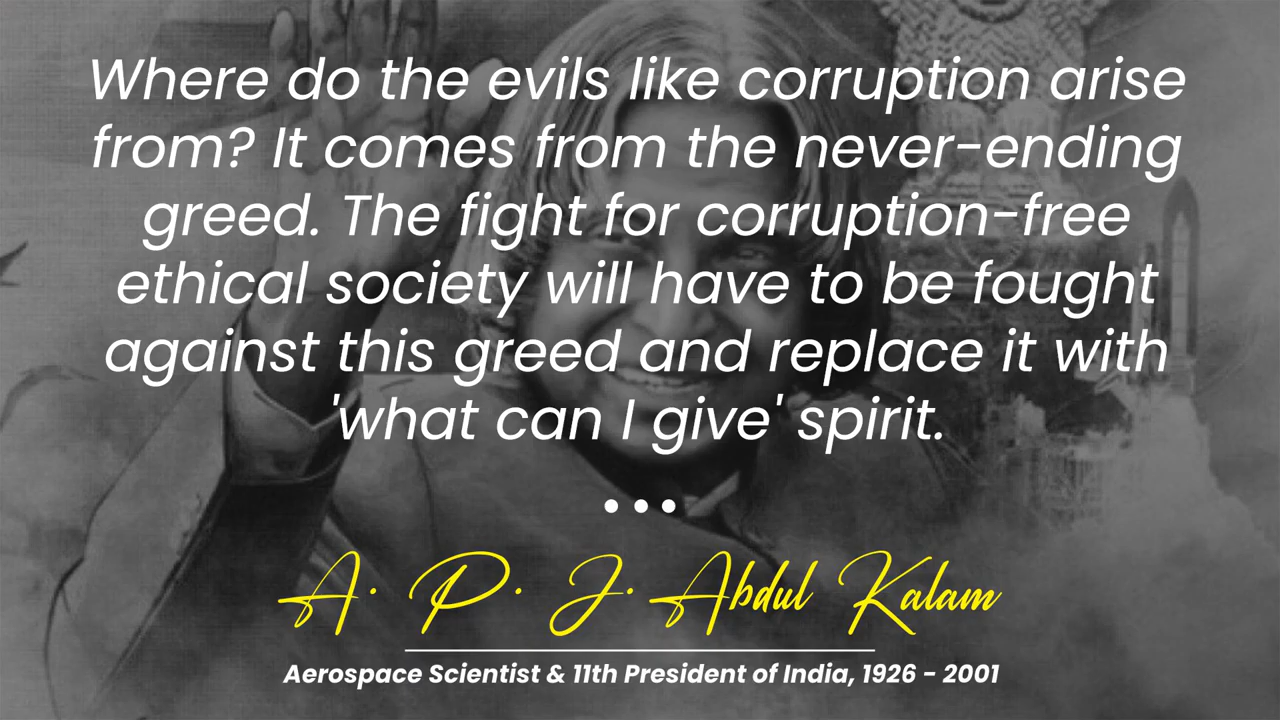 Where do the evils like corruption arise
from? It comes from the never-ending
greed. The fight for corruption-free
ethical society will have to be fought
against this greed and replace it with
'what can I give' spirit.
A. P. J. Abdul Kalam
Aerospace Scientist & 11th President of India, 1926 - 2001